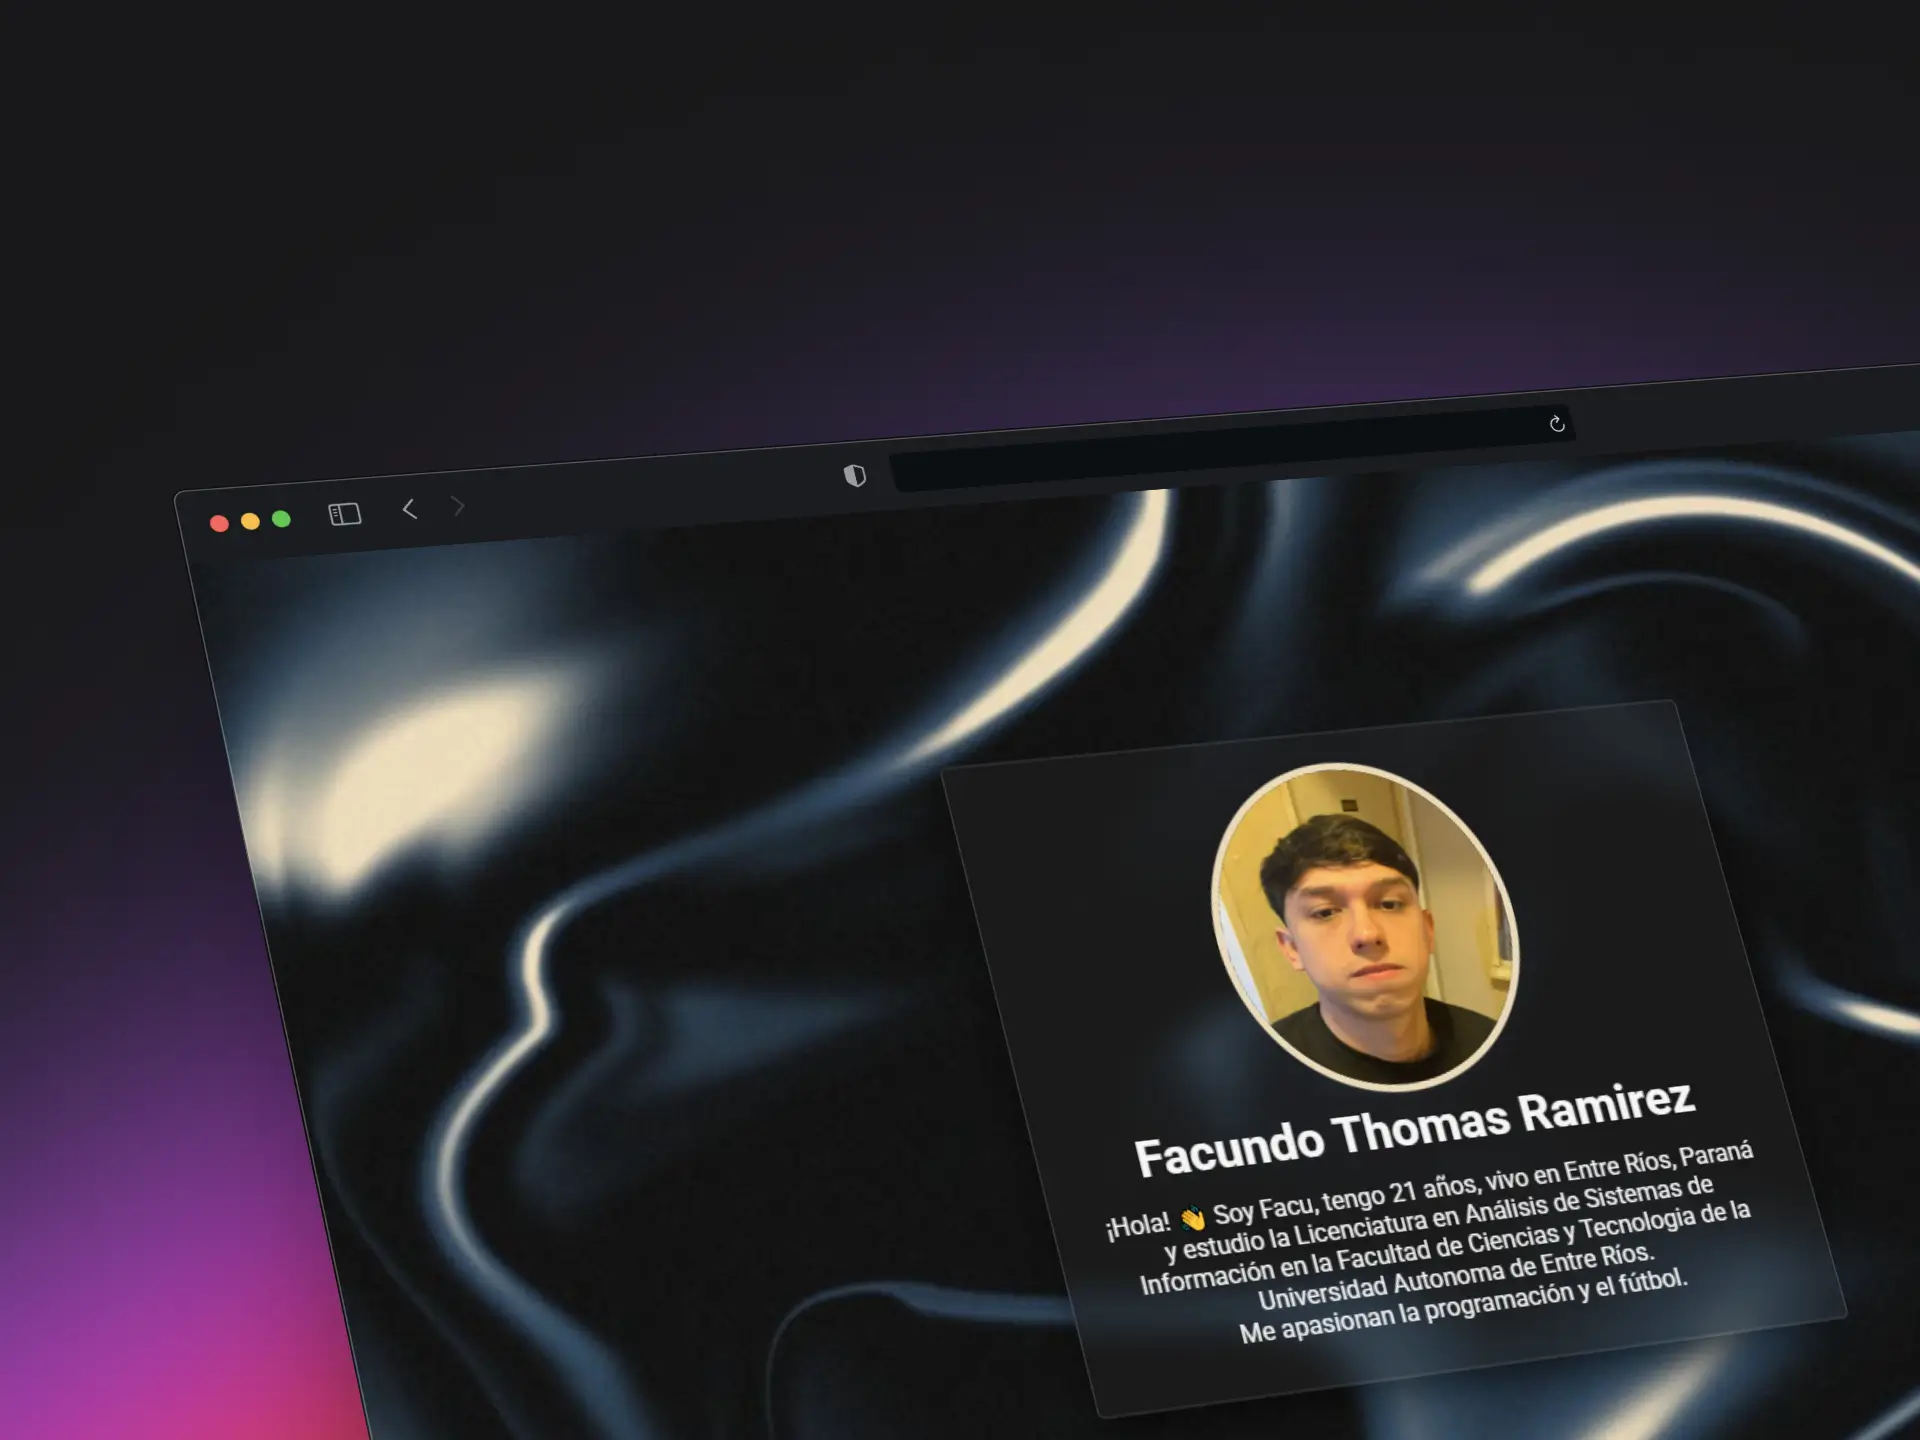 Facundo Thomas Ramirez
¡Hola! 👋 Soy Facu, tengo 21 años, vivo en Entre Ríos, Paraná
y estudio la Licenciatura en Análisis de Sistemas de
Información en la Facultad de Ciencias y Tecnologia de la
Universidad Autonoma de Entre Ríos.
Me apasionan la programación y el fútbol.